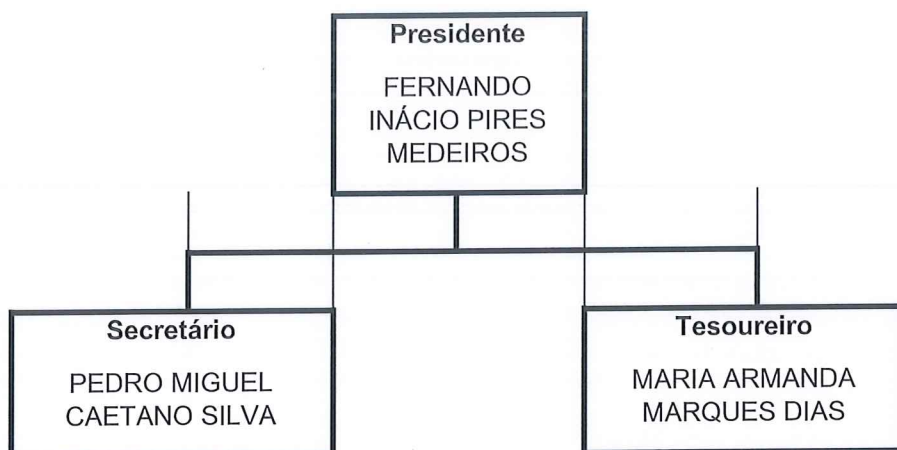 Presidente
FERNANDO
INÁCIO PIRES
MEDEIROS
Secretário
PEDRO MIGUEL
CAETANO SILVA
Tesoureiro
MARIA ARMANDA
MARQUES DIAS